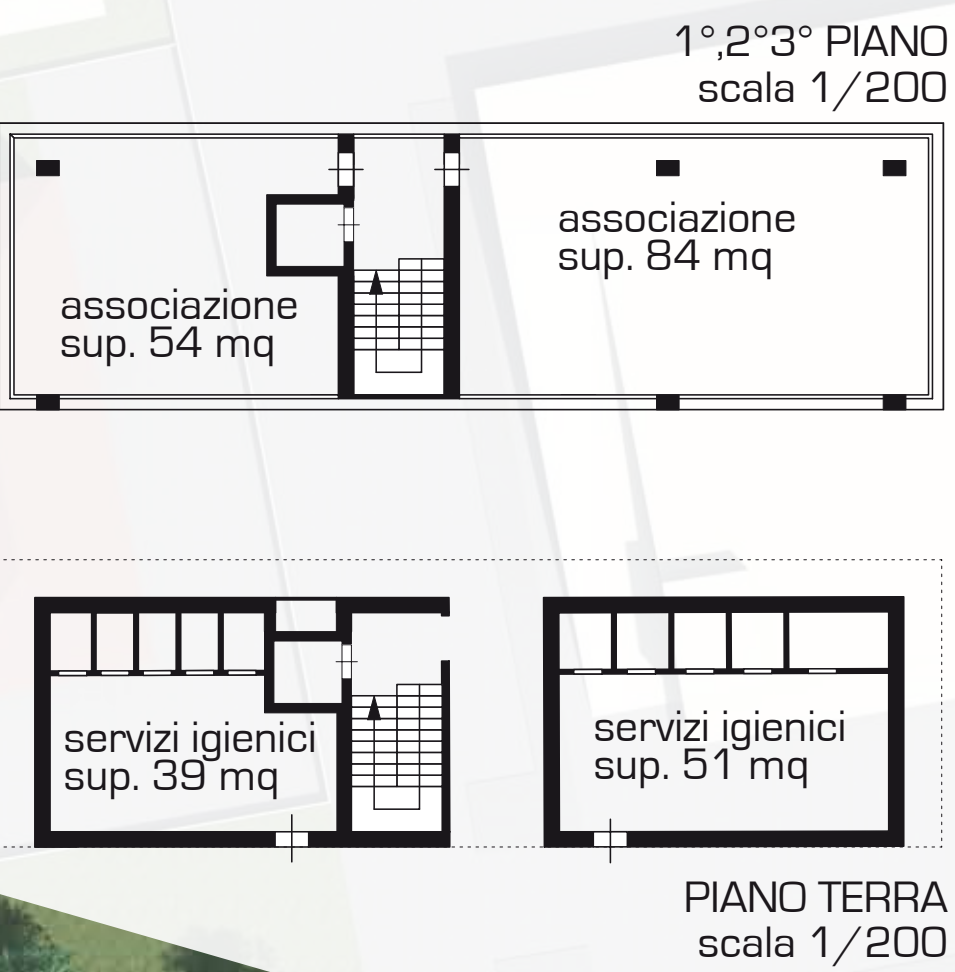 1°,2°3° PIANO
scala 1/200
associazione
sup. 84 mq
associazione
sup. 54 mq
servizi igienici
sup. 39 mq
servizi igienici
sup. 51 mq
PIANO TERRA
scala 1/200